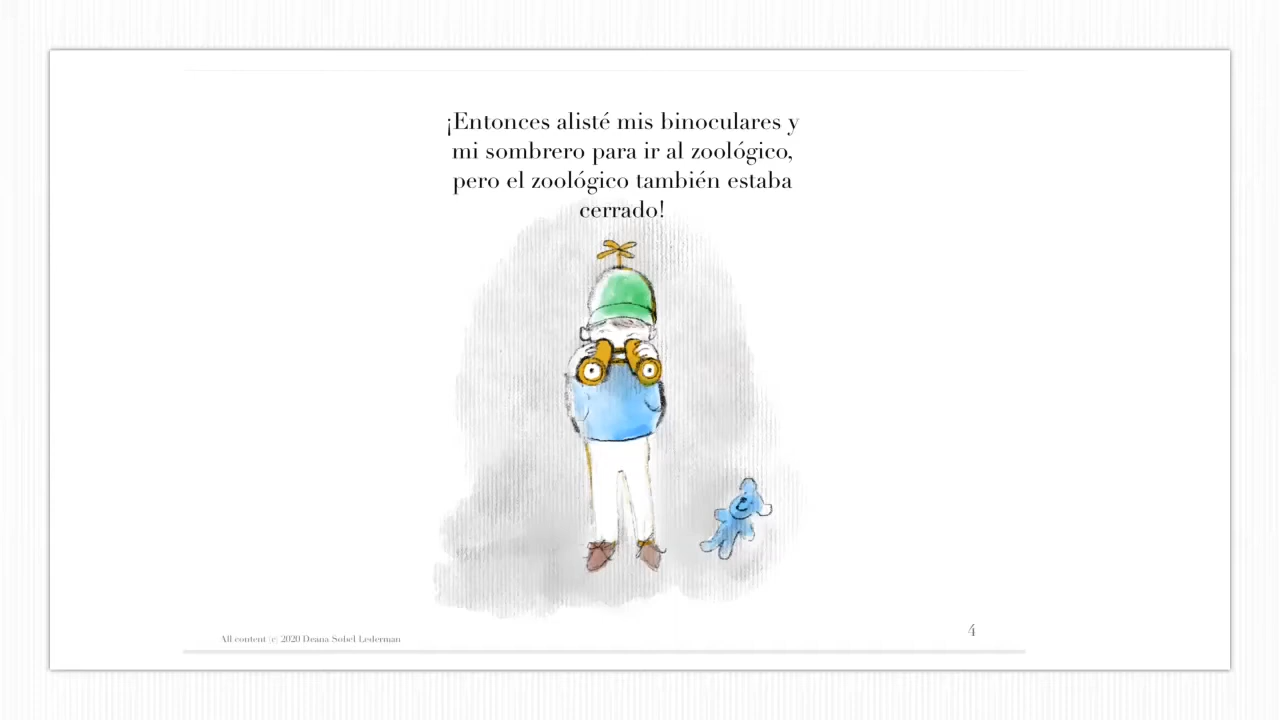 ¡Entonces alisté mis binoculares y
mi sombrero para ir al zoológico,
pero el zoológico también estaba
cerrado!
All content (c) 2020 Deana Sobel Lederman
4